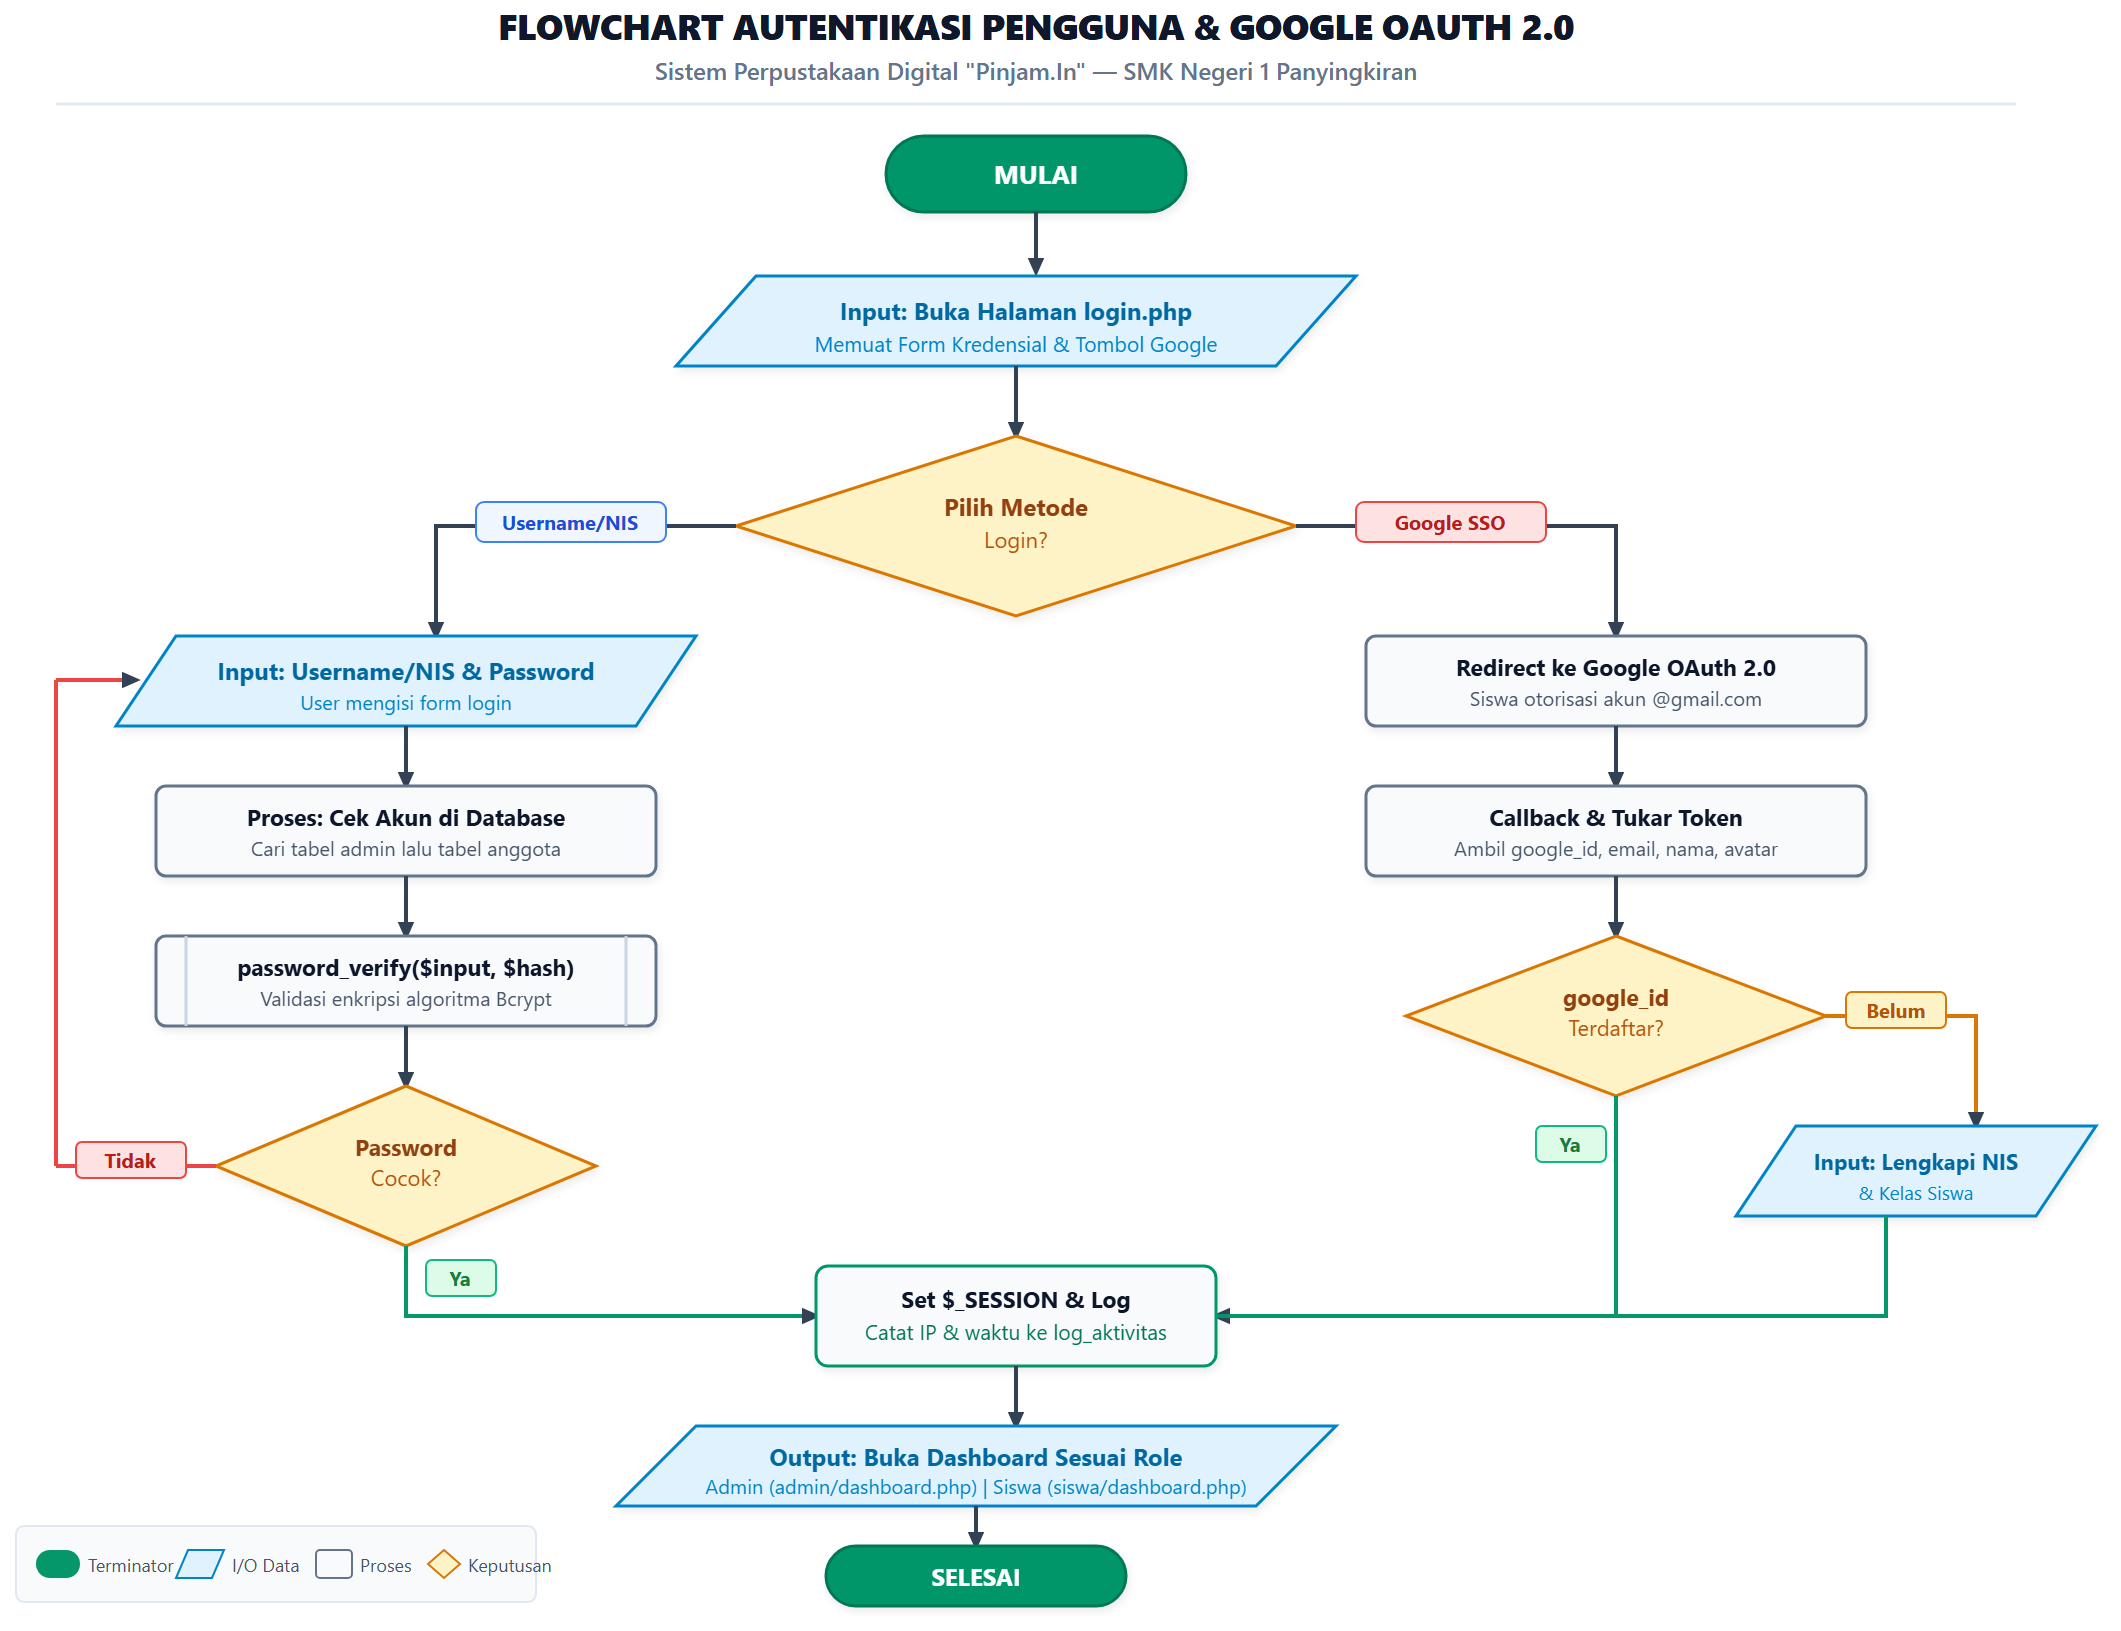 FLOWCHART AUTENTIKASI PENGGUNA & GOOGLE OAUTH 2.0
Sistem Perpustakaan Digital "Pinjam.In" — SMK Negeri 1 Panyingkiran
MULAI
Input: Buka Halaman login.php
Memuat Form Kredensial & Tombol Google
Pilih Metode
Login?
Username/NIS
Google SSO
Input: Username/NIS & Password
User mengisi form login
Proses: Cek Akun di Database
Cari tabel admin lalu tabel anggota
password_verify($input, $hash)
Validasi enkripsi algoritma Bcrypt
Password
Cocok?
Tidak
Ya
Redirect ke Google OAuth 2.0
Siswa otorisasi akun @gmail.com
Callback & Tukar Token
Ambil google_id, email, nama, avatar
google_id
Terdaftar?
Belum
Ya
Input: Lengkapi NIS
& Kelas Siswa
Set $_SESSION & Log
Catat IP & waktu ke log_aktivitas
Output: Buka Dashboard Sesuai Role
Admin (admin/dashboard.php) | Siswa (siswa/dashboard.php)
SELESAI
Terminator
I/O Data
Proses
Keputusan